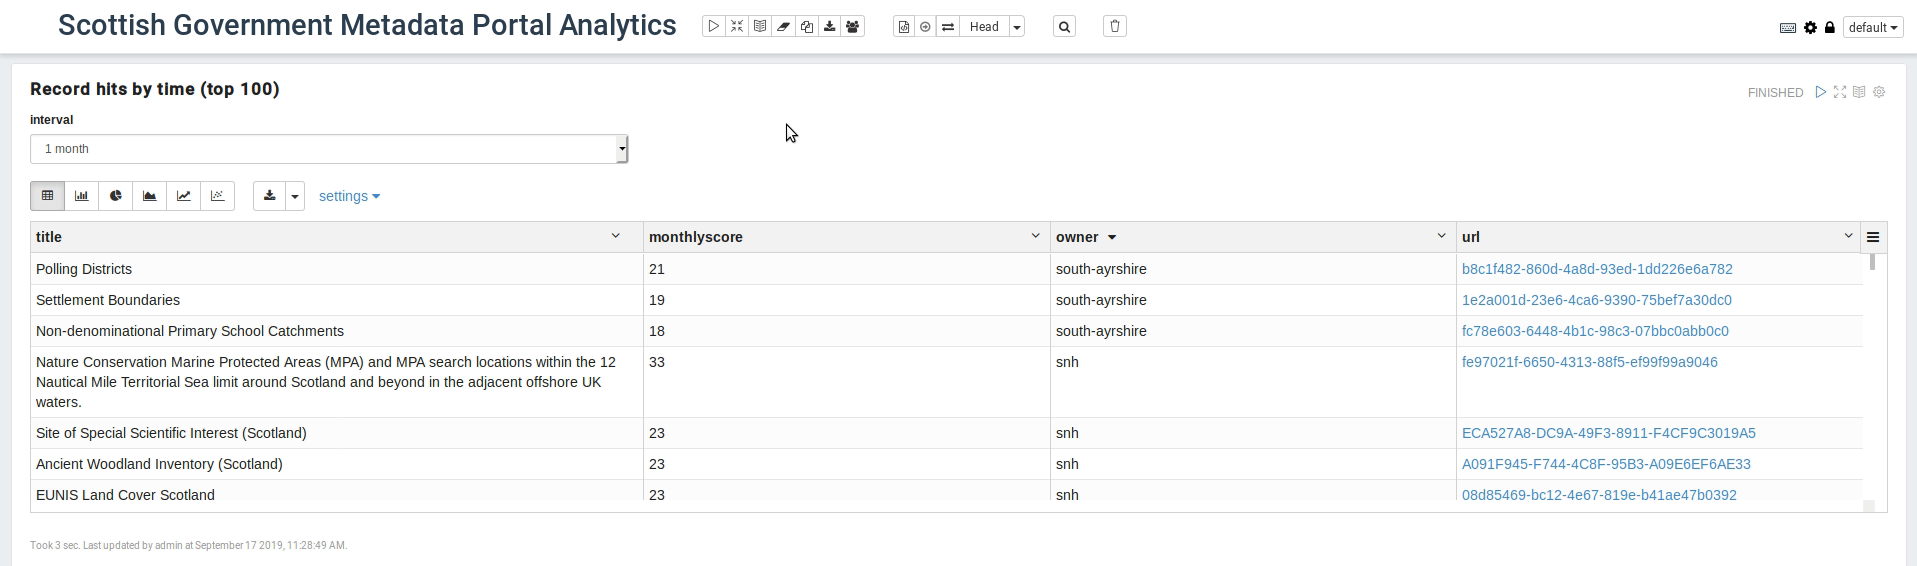 Scottish Government Metadata Portal Analytics
Head
default
Record hits by time (top 100)
FINISHED
interval
1 month
settings
title monthlyscore owner url
Polling Districts 21 south-ayrshire b8c1f482-860d-4a8d-93ed-1dd226e6a782
Settlement Boundaries 19 south-ayrshire 1e2a001d-23e6-4ca6-9390-75bef7a30dc0
Non-denominational Primary School Catchments 18 south-ayrshire fc78e603-6448-4b1c-98c3-07bbc0abb0c0
Nature Conservation Marine Protected Areas (MPA) and MPA search locations within the 12 33 snh fe97021f-6650-4313-88f5-ef99f99a9046
Nautical Mile Territorial Sea limit around Scotland and beyond in the adjacent offshore UK
waters.
Site of Special Scientific Interest (Scotland) 23 snh ECA527A8-DC9A-49F3-8911-F4CF9C3019A5
Ancient Woodland Inventory (Scotland) 23 snh A091F945-F744-4C8F-95B3-A09E6EF6AE33
EUNIS Land Cover Scotland 23 snh 08d85469-bc12-4e67-819e-b41ae47b0392
Took 3 sec. Last updated by admin at September 17 2019, 11:28:49 AM.